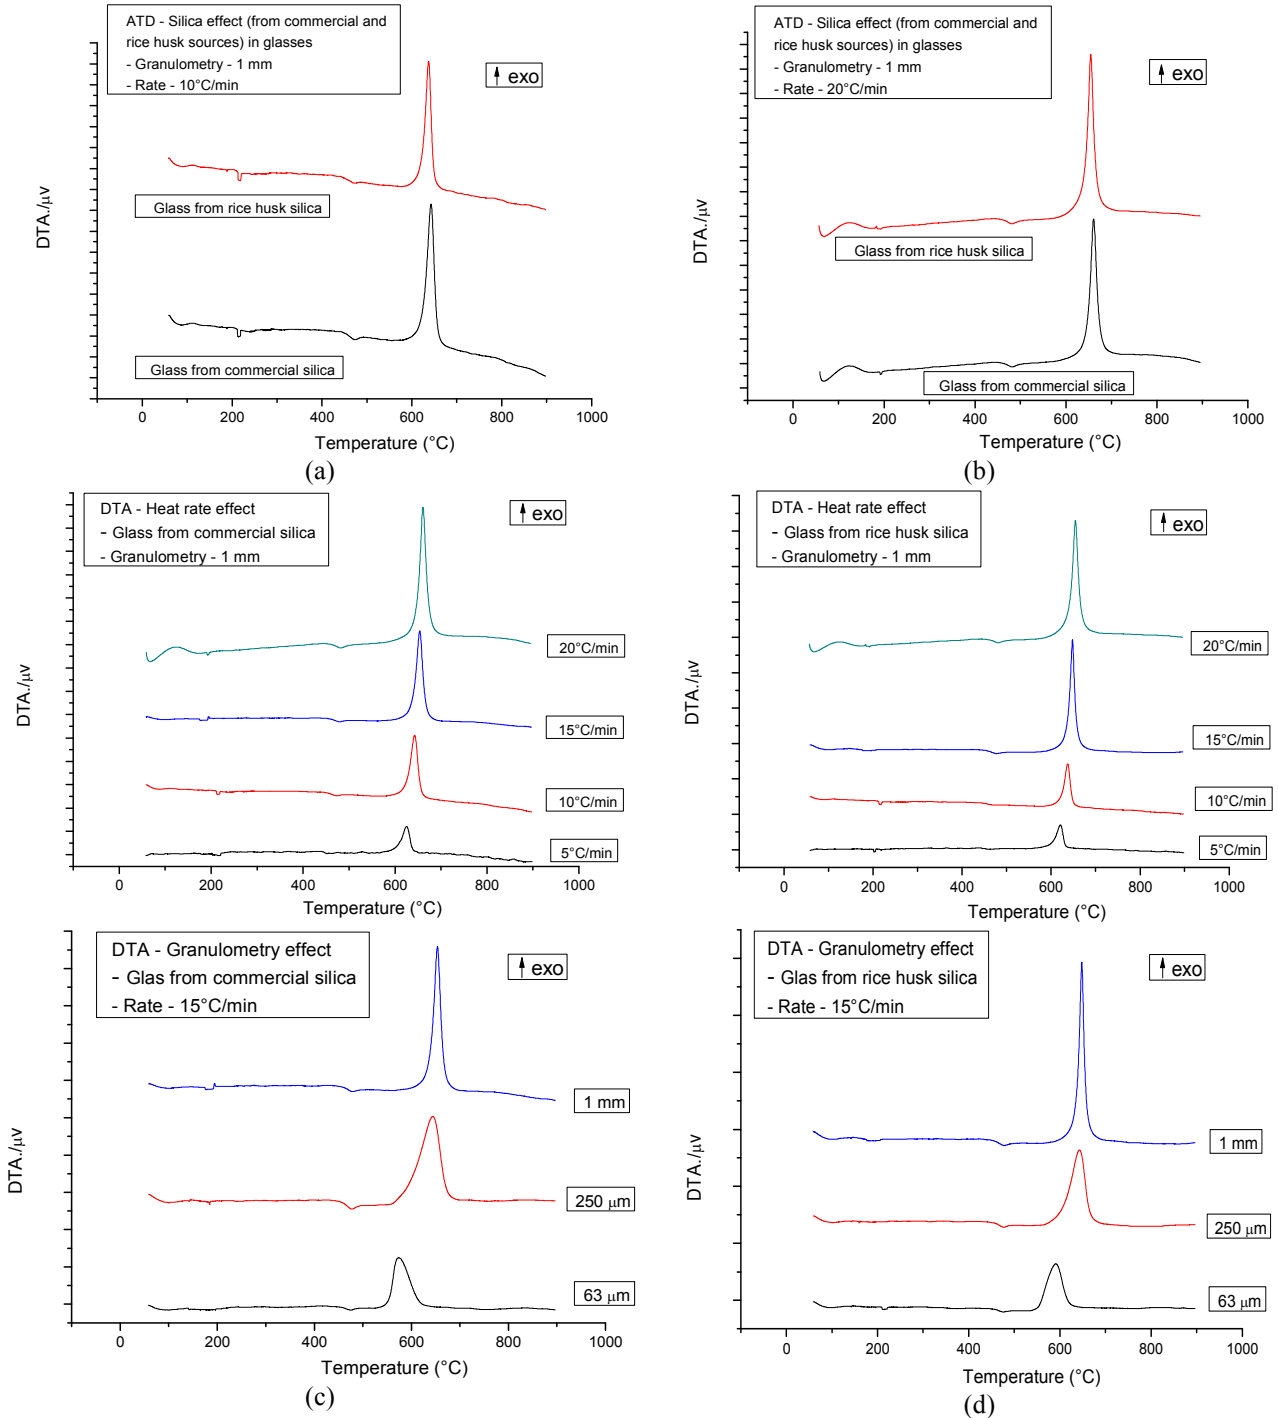 ATD - Silica effect (from commercial and
rice husk sources) in glasses
- Granulometry - 1 mm
- Rate - 10°C/min
exo
Glass from rice husk silica
Glass from commercial silica
DTA./μv
0 200 400 600 800 1000
Temperature (°C)
(a)
ATD - Silica effect (from commercial and
rice husk sources) in glasses
- Granulometry - 1 mm
- Rate - 20°C/min
exo
Glass from rice husk silica
Glass from commercial silica
DTA./μv
0 200 400 600 800 1000
Temperature (°C)
(b)
DTA - Heat rate effect
- Glass from commercial silica
- Granulometry - 1 mm
exo
20°C/min
15°C/min
10°C/min
5°C/min
DTA./μv
0 200 400 600 800 1000
Temperature (°C)
DTA - Heat rate effect
- Glass from rice husk silica
- Granulometry - 1 mm
exo
20°C/min
15°C/min
10°C/min
5°C/min
DTA./μv
0 200 400 600 800 1000
Temperature (°C)
DTA - Granulometry effect
- Glas from commercial silica
- Rate - 15°C/min
exo
1 mm
250 μm
63 μm
DTA./μv
0 200 400 600 800 1000
Temperature (°C)
(c)
DTA - Granulometry effect
- Glas from rice husk silica
- Rate - 15°C/min
exo
1 mm
250 μm
63 μm
DTA./μv
0 200 400 600 800 1000
Temperature (°C)
(d)